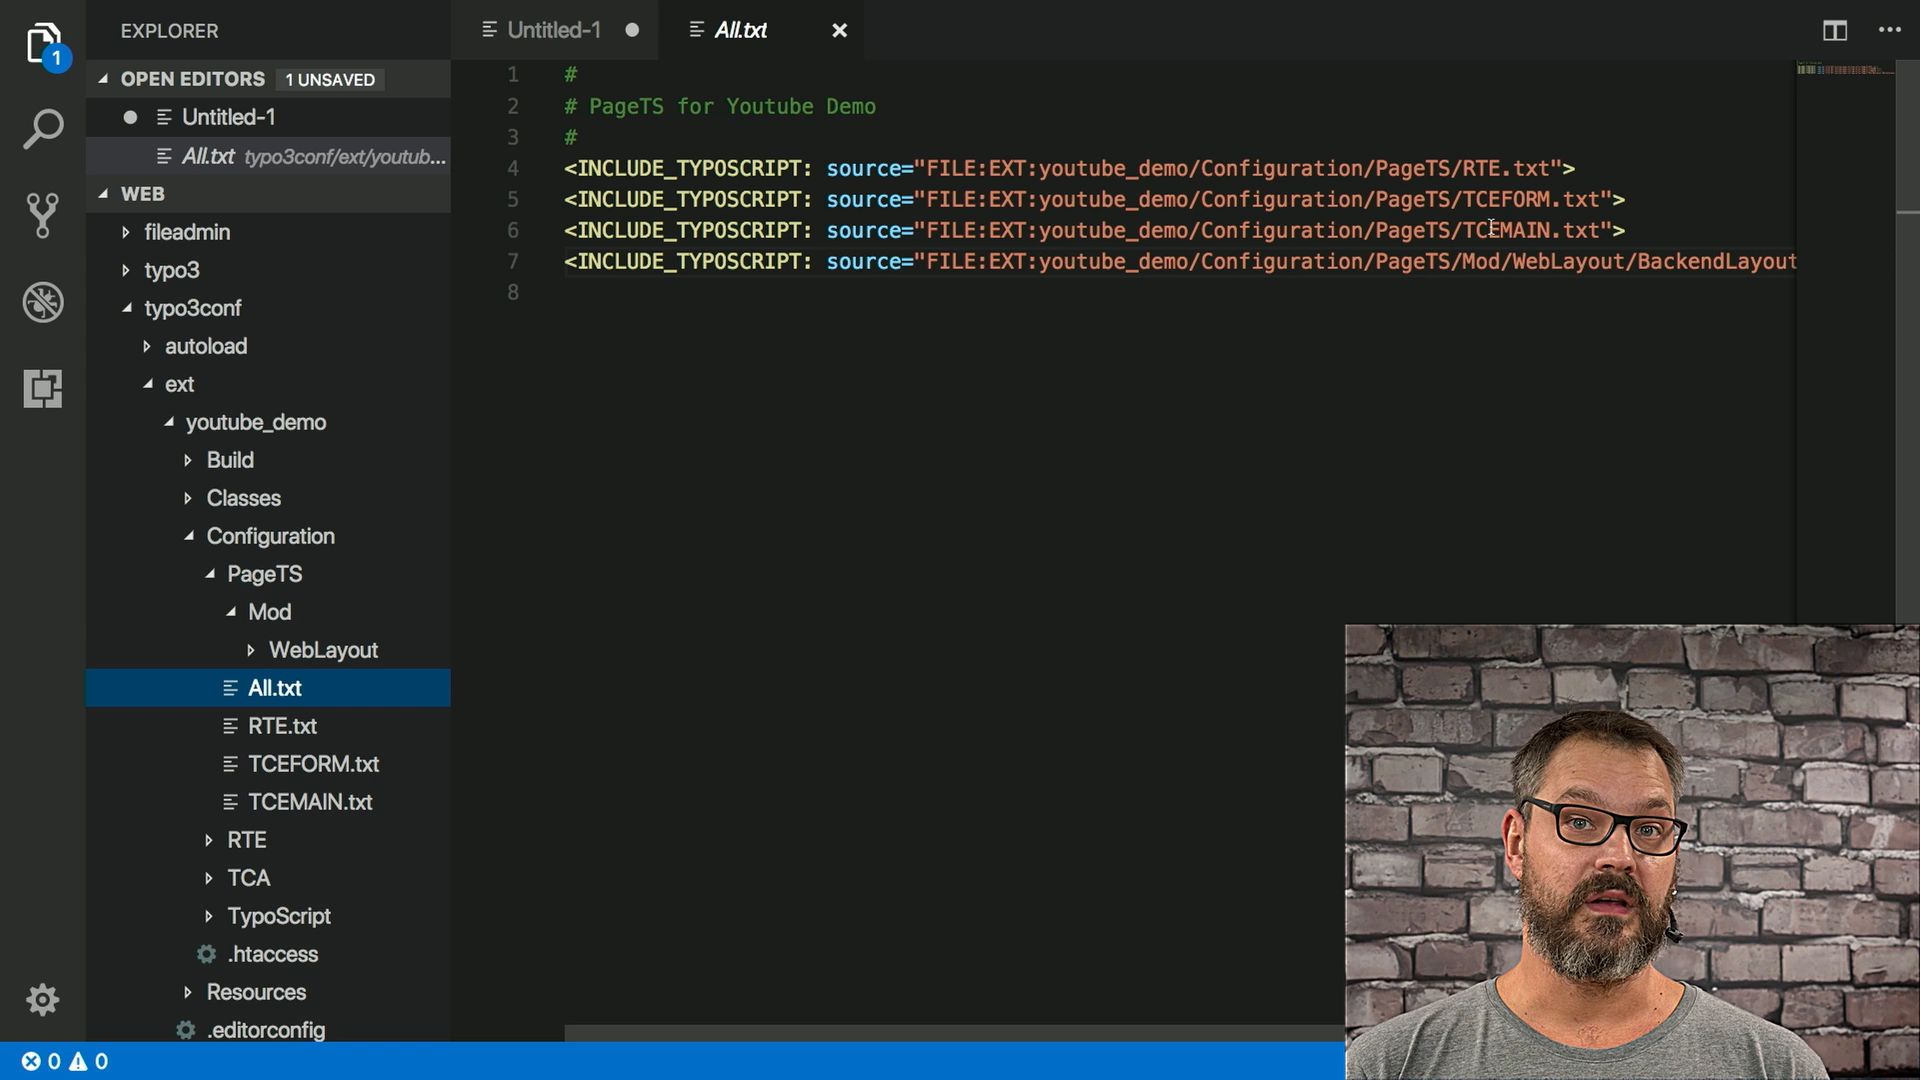 EXPLORER
1
OPEN EDITORS 1 UNSAVED
Untitled-1
All.txt typo3conf/ext/youtub...
WEB
fileadmin
typo3
typo3conf
autoload
ext
youtube_demo
Build
Classes
Configuration
PageTS
Mod
WebLayout
All.txt
RTE.txt
TCEFORM.txt
TCEMAIN.txt
RTE
TCA
TypoScript
.htaccess
Resources
.editorconfig
Untitled-1
All.txt
1 #
2 # PageTS for Youtube Demo
3 #
4 <INCLUDE_TYPOSCRIPT: source="FILE:EXT:youtube_demo/Configuration/PageTS/RTE.txt">
5 <INCLUDE_TYPOSCRIPT: source="FILE:EXT:youtube_demo/Configuration/PageTS/TCEFORM.txt">
6 <INCLUDE_TYPOSCRIPT: source="FILE:EXT:youtube_demo/Configuration/PageTS/TCEMAIN.txt">
7 <INCLUDE_TYPOSCRIPT: source="FILE:EXT:youtube_demo/Configuration/PageTS/Mod/WebLayout/BackendLayout
8
0 0